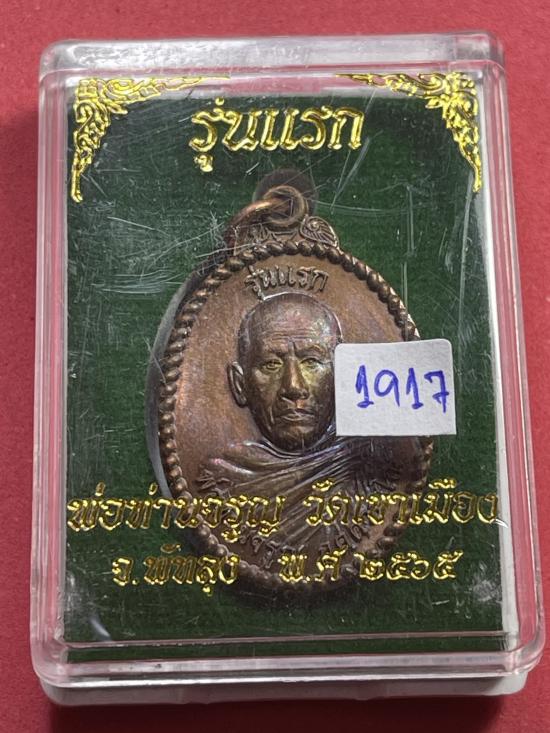 รุ่นแรก
รุ่นแรก
1917
พ่อท่านจรูญ วัดเขาเมือง
จ.พัทลุง พ.ศ ๒๕๖๕